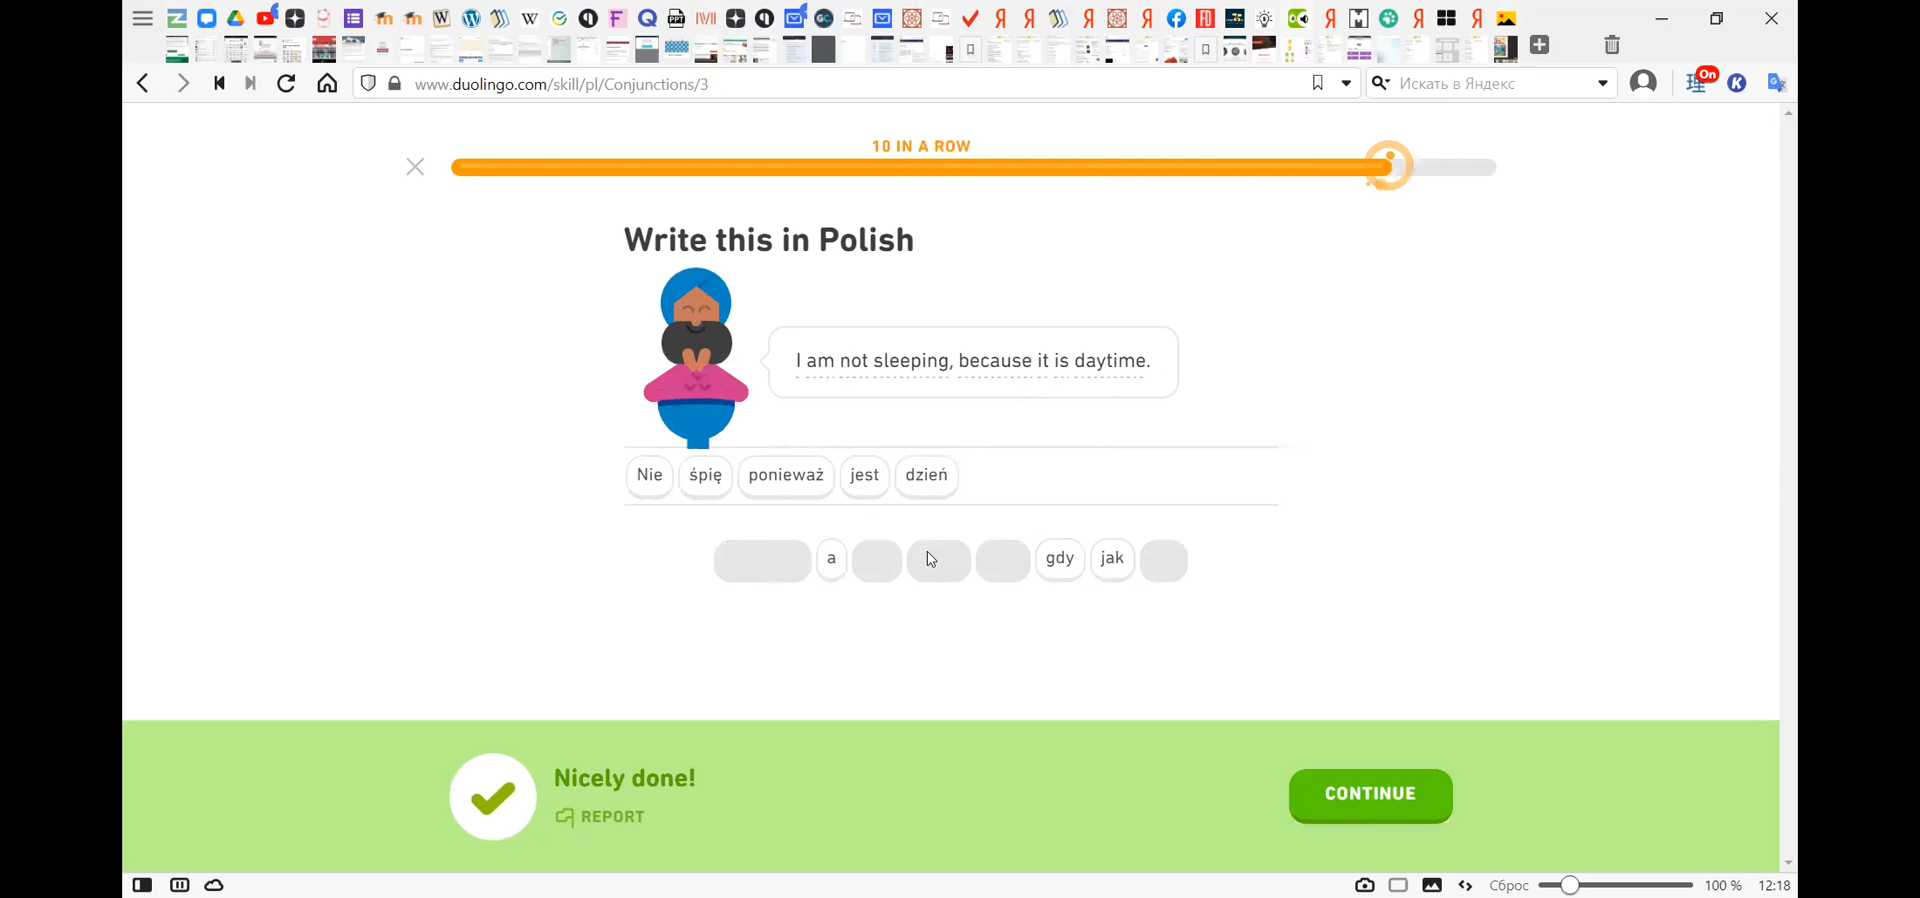 On
www.duolingo.com/skill/pl/Conjunctions/3
Искать в Яндекс
10 IN A ROW
Write this in Polish
I am not sleeping, because it is daytime.
Nie śpię ponieważ jest dzień
a gdy jak
Nicely done!
REPORT
CONTINUE
Сброс 100 % 12:18